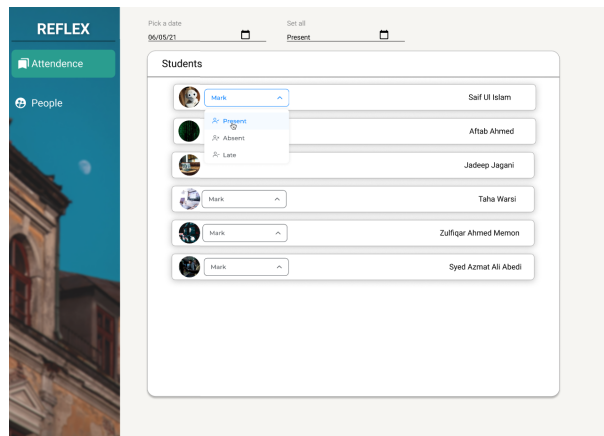 REFLEX
Attendence
People
Pick a date
Set all
06/05/21
Present
Students
Mark
Saif Ul Islam
Present
Absent
Late
Aftab Ahmed
Jadeep Jagani
Mark
Taha Warsi
Mark
Zulfiqar Ahmed Memon
Mark
Syed Azmat Ali Abedi